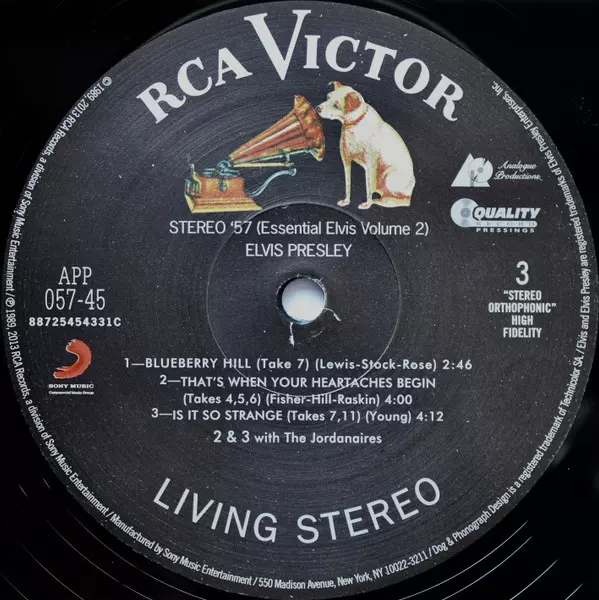 RCA VICTOR
Analogue
Productions
QUALITY
RECORD
PRESSINGS
STEREO '57 (Essential Elvis Volume 2)
ELVIS PRESLEY
APP
057-45
88725454331C
3
"STEREO
ORTHOPHONIC"
HIGH
FIDELITY
SONY MUSIC
Commercial Music Group
1—BLUEBERRY HILL (Take 7) (Lewis-Stock-Rose) 2:46
2—THAT'S WHEN YOUR HEARTACHES BEGIN
(Takes 4,5,6) (Fisher-Hill-Raskin) 4:00
3—IS IT SO STRANGE (Takes 7,11) (Young) 4:12
2 & 3 with The Jordanaires
LIVING STEREO
© 1989, 2013 RCA Records, a division of Sony Music Entertainment / ℗ 1989, 2013 RCA Records, a division of Sony Music Entertainment / Manufactured by Sony Music Entertainment / 550 Madison Avenue, New York, NY 10022-3211 / Dog & Phonograph Design is a registered trademark of Technicolor SA. / Elvis and Elvis Presley are registered trademarks of Elvis Presley Enterprises, Inc.